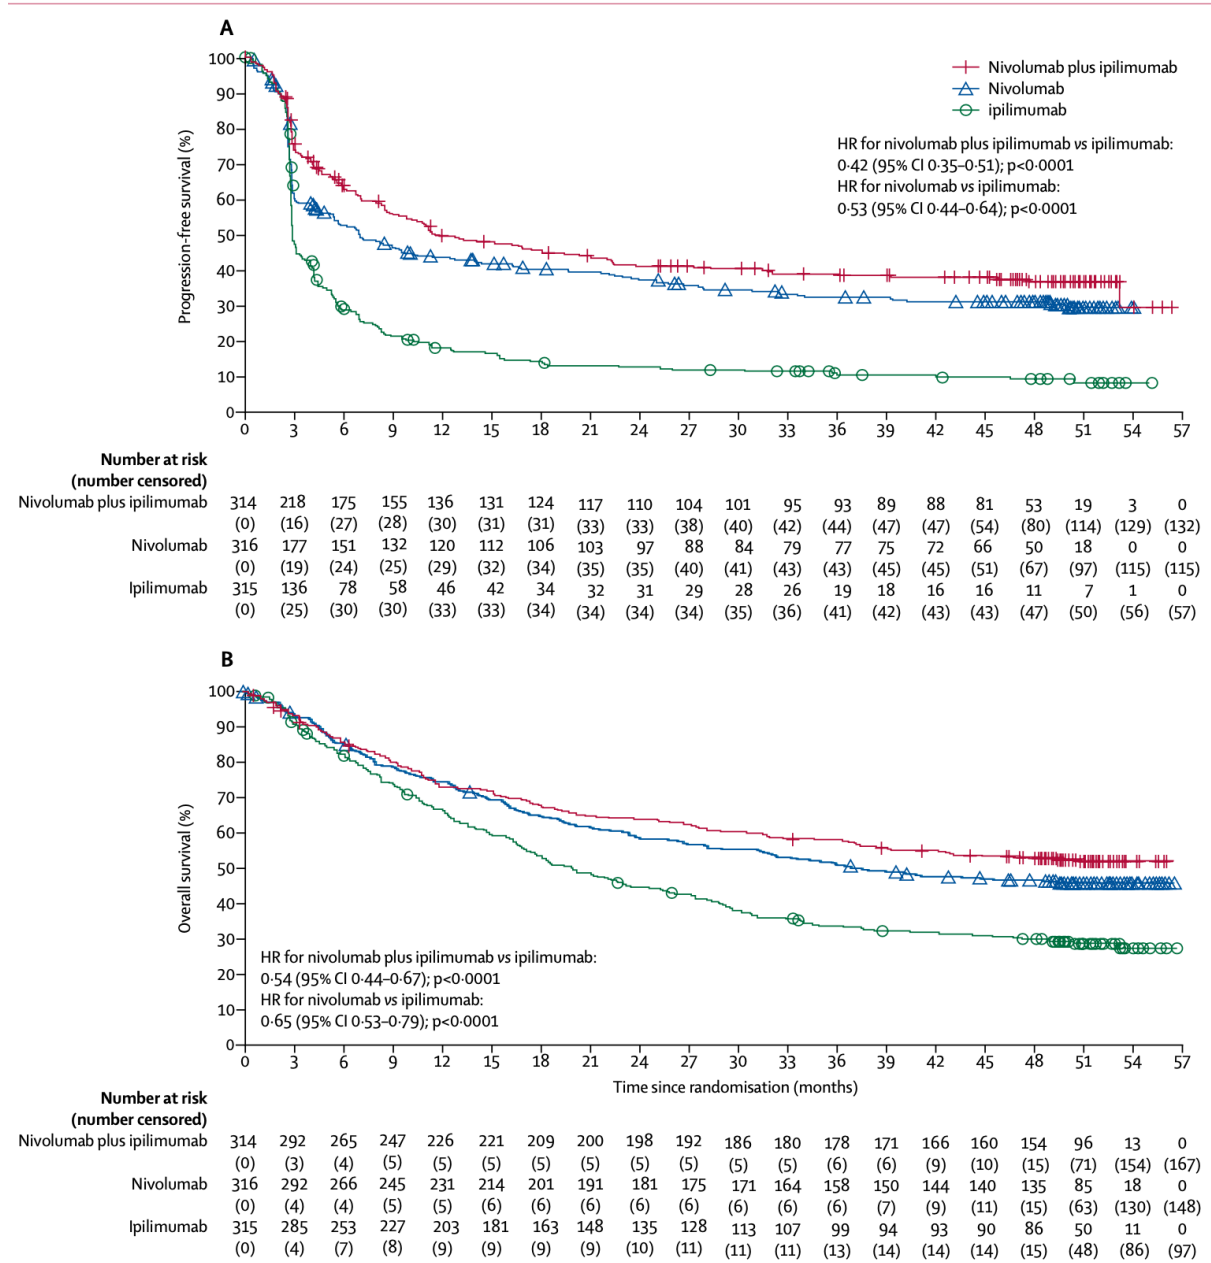 A
Nivolumab plus ipilimumab
Nivolumab
ipilimumab
HR for nivolumab plus ipilimumab vs ipilimumab:
0·42 (95% CI 0·35–0·51); p<0·0001
HR for nivolumab vs ipilimumab:
0·53 (95% CI 0·44–0·64); p<0·0001
Progression-free survival (%)
100
90
80
70
60
50
40
30
20
10
0
0 3 6 9 12 15 18 21 24 27 30 33 36 39 42 45 48 51 54 57
Number at risk
(number censored)
Nivolumab plus ipilimumab 314 218 175 155 136 131 124 117 110 104 101 95 93 89 88 81 53 19 3 0
(0) (16) (27) (28) (30) (31) (31) (33) (33) (38) (40) (42) (44) (47) (47) (54) (80) (114) (129) (132)
Nivolumab 316 177 151 132 120 112 106 103 97 88 84 79 77 75 72 66 50 18 0 0
(0) (19) (24) (25) (29) (32) (34) (35) (35) (40) (41) (43) (43) (45) (45) (51) (67) (97) (115) (115)
Ipilimumab 315 136 78 58 46 42 34 32 31 29 28 26 19 18 16 16 11 7 1 0
(0) (25) (30) (30) (33) (33) (34) (34) (34) (34) (35) (36) (41) (42) (43) (43) (47) (50) (56) (57)
B
Overall survival (%)
100
90
80
70
60
50
40
30
20
10
0
HR for nivolumab plus ipilimumab vs ipilimumab:
0·54 (95% CI 0·44–0·67); p<0·0001
HR for nivolumab vs ipilimumab:
0·65 (95% CI 0·53–0·79); p<0·0001
0 3 6 9 12 15 18 21 24 27 30 33 36 39 42 45 48 51 54 57
Time since randomisation (months)
Number at risk
(number censored)
Nivolumab plus ipilimumab 314 292 265 247 226 221 209 200 198 192 186 180 178 171 166 160 154 96 13 0
(0) (3) (4) (5) (5) (5) (5) (5) (5) (5) (5) (5) (6) (6) (9) (10) (15) (71) (154) (167)
Nivolumab 316 292 266 245 231 214 201 191 181 175 171 164 158 150 144 140 135 85 18 0
(0) (4) (4) (5) (5) (6) (6) (6) (6) (6) (6) (6) (6) (7) (9) (11) (15) (63) (130) (148)
Ipilimumab 315 285 253 227 203 181 163 148 135 128 113 107 99 94 93 90 86 50 11 0
(0) (4) (7) (8) (9) (9) (9) (9) (10) (11) (11) (11) (13) (14) (14) (14) (15) (48) (86) (97)